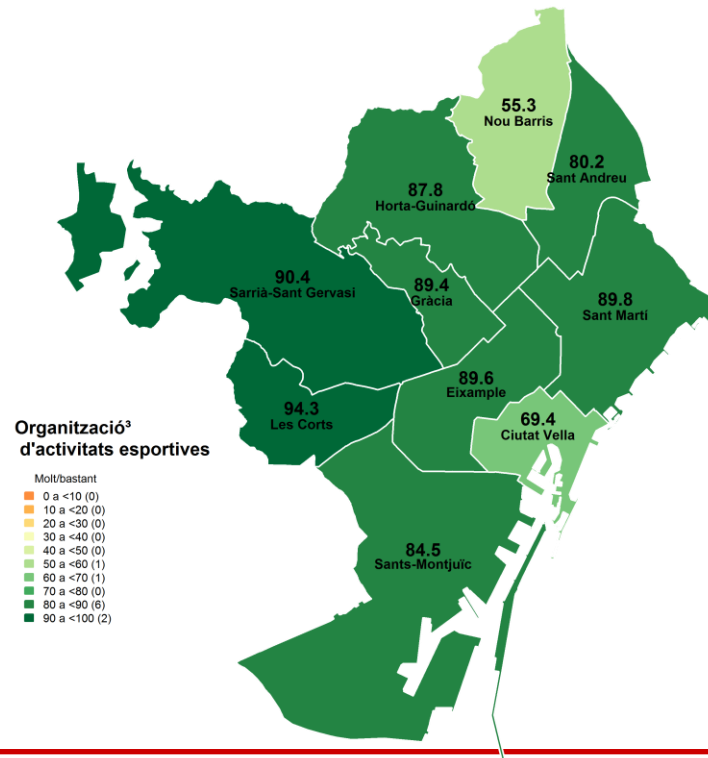 55.3
Nou Barris
80.2
Sant Andreu
87.8
Horta-Guinardó
90.4
Sarrià-Sant Gervasi
89.4
Gràcia
89.8
Sant Martí
89.6
Eixample
94.3
Les Corts
69.4
Ciutat Vella
84.5
Sants-Montjuïc
Organització³
d'activitats esportives
Molt/bastant
0 a <10 (0)
10 a <20 (0)
20 a <30 (0)
30 a <40 (0)
40 a <50 (0)
50 a <60 (1)
60 a <70 (1)
70 a <80 (0)
80 a <90 (6)
90 a <100 (2)